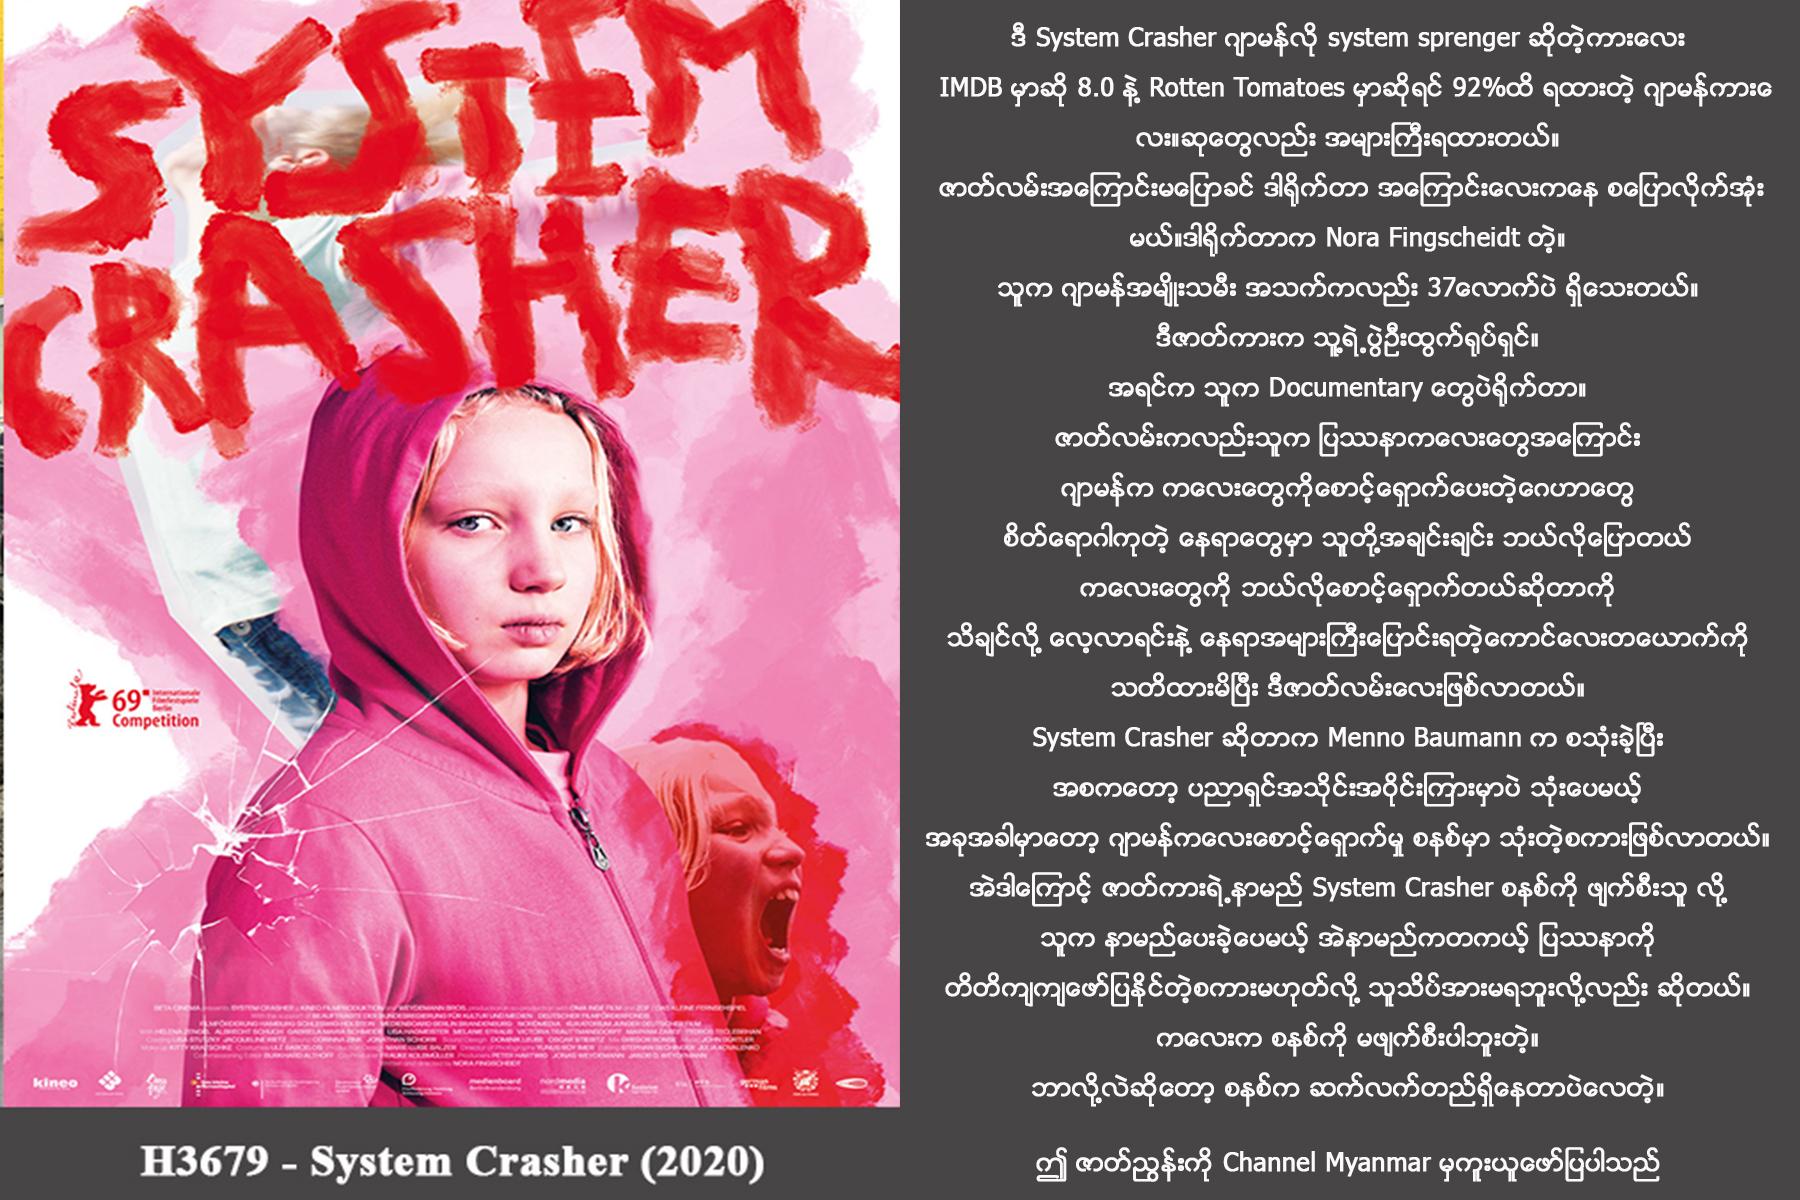 SYSTEM
CRASHER
69
Internationale
Filmfestspiele
Berlin
Competition
kineo
medienboard
nordmedia
H3679 - System Crasher (2020)
ဒီ System Crasher ဂျာမန်လို system sprenger ဆိုတဲ့ကားလေး
IMDB မှာဆို 8.0 နဲ့ Rotten Tomatoes မှာဆိုရင် 92%ထိ ရထားတဲ့ ဂျာမန်ကားေ
လး။ဆုတွေလည်း အများကြီးရထားတယ်။
ဇာတ်လမ်းအကြောင်းမပြောခင် ဒါရိုက်တာ အကြောင်းလေးကနေ စပြောလိုက်အုံး
မယ်။ဒါရိုက်တာက Nora Fingscheidt တဲ့။
သူက ဂျာမန်အမျိုးသမီး အသက်ကလည်း 37လောက်ပဲ ရှိသေးတယ်။
ဒီဇာတ်ကားက သူ့ရဲ့ပွဲဦးထွက်ရုပ်ရှင်။
အရင်က သူက Documentary တွေပဲရိုက်တာ။
ဇာတ်လမ်းကလည်းသူက ပြဿနာကလေးတွေအကြောင်း
ဂျာမန်က ကလေးတွေကိုစောင့်ရှောက်ပေးတဲ့ဂေဟာတွေ
စိတ်ရောဂါကုတဲ့ နေရာတွေမှာ သူတို့အချင်းချင်း ဘယ်လိုပြောတယ်
ကလေးတွေကို ဘယ်လိုစောင့်ရှောက်တယ်ဆိုတာကို
သိချင်လို့ လေ့လာရင်းနဲ့ နေရာအများကြီးပြောင်းရတဲ့ကောင်လေးတယောက်ကို
သတိထားမိပြီး ဒီဇာတ်လမ်းလေးဖြစ်လာတယ်။
System Crasher ဆိုတာက Menno Baumann က စသုံးခဲ့ပြီး
အစကတော့ ပညာရှင်အသိုင်းအဝိုင်းကြားမှာပဲ သုံးပေမယ့်
အခုအခါမှာတော့ ဂျာမန်ကလေးစောင့်ရှောက်မှု စနစ်မှာ သုံးတဲ့စကားဖြစ်လာတယ်။
အဲဒါကြောင့် ဇာတ်ကားရဲ့နာမည် System Crasher စနစ်ကို ဖျက်စီးသူ လို့
သူက နာမည်ပေးခဲ့ပေမယ့် အဲနာမည်ကတကယ့် ပြဿနာကို
တိတိကျကျဖော်ပြနိုင်တဲ့စကားမဟုတ်လို့ သူသိပ်အားမရဘူးလို့လည်း ဆိုတယ်။
ကလေးက စနစ်ကို မဖျက်စီးပါဘူးတဲ့။
ဘာလို့လဲဆိုတော့ စနစ်က ဆက်လက်တည်ရှိနေတာပဲလေတဲ့။
ဤ ဇာတ်ညွှန်းကို Channel Myanmar မှကူးယူဖော်ပြပါသည်